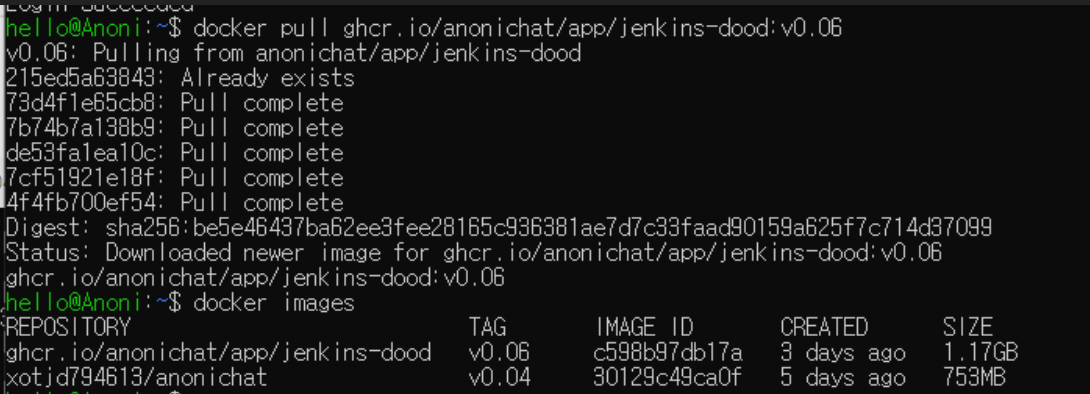 Login Succeeded
hello@Anoni:~$ docker pull ghcr.io/anonichat/app/jenkins-dood:v0.06
v0.06: Pulling from anonichat/app/jenkins-dood
215ed5a63843: Already exists
73d4f1e65cb8: Pull complete
7b74b7a138b9: Pull complete
de53fa1ea10c: Pull complete
7cf51921e18f: Pull complete
4f4fb700ef54: Pull complete
Digest: sha256:be5e46437ba62ee3fee28165c936381ae7d7c33faad90159a625f7c714d37099
Status: Downloaded newer image for ghcr.io/anonichat/app/jenkins-dood:v0.06
ghcr.io/anonichat/app/jenkins-dood:v0.06
hello@Anoni:~$ docker images
REPOSITORY TAG IMAGE ID CREATED SIZE
ghcr.io/anonichat/app/jenkins-dood v0.06 c598b97db17a 3 days ago 1.17GB
xotjd794613/anonichat v0.04 30129c49ca0f 5 days ago 753MB